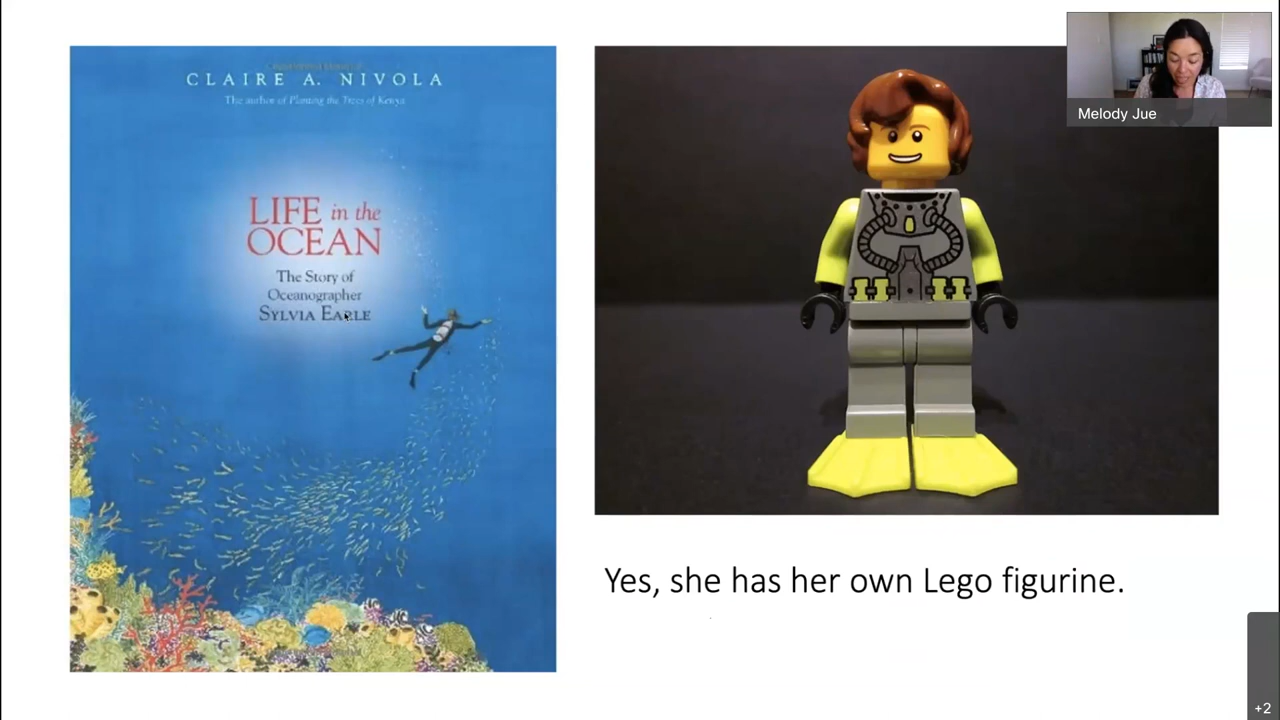 CLAIRE A. NIVOLA
The author of Planting the Trees of Kenya
LIFE in the
OCEAN
The Story of
Oceanographer
SYLVIA EARLE
Melody Jue
Yes, she has her own Lego figurine.
+2